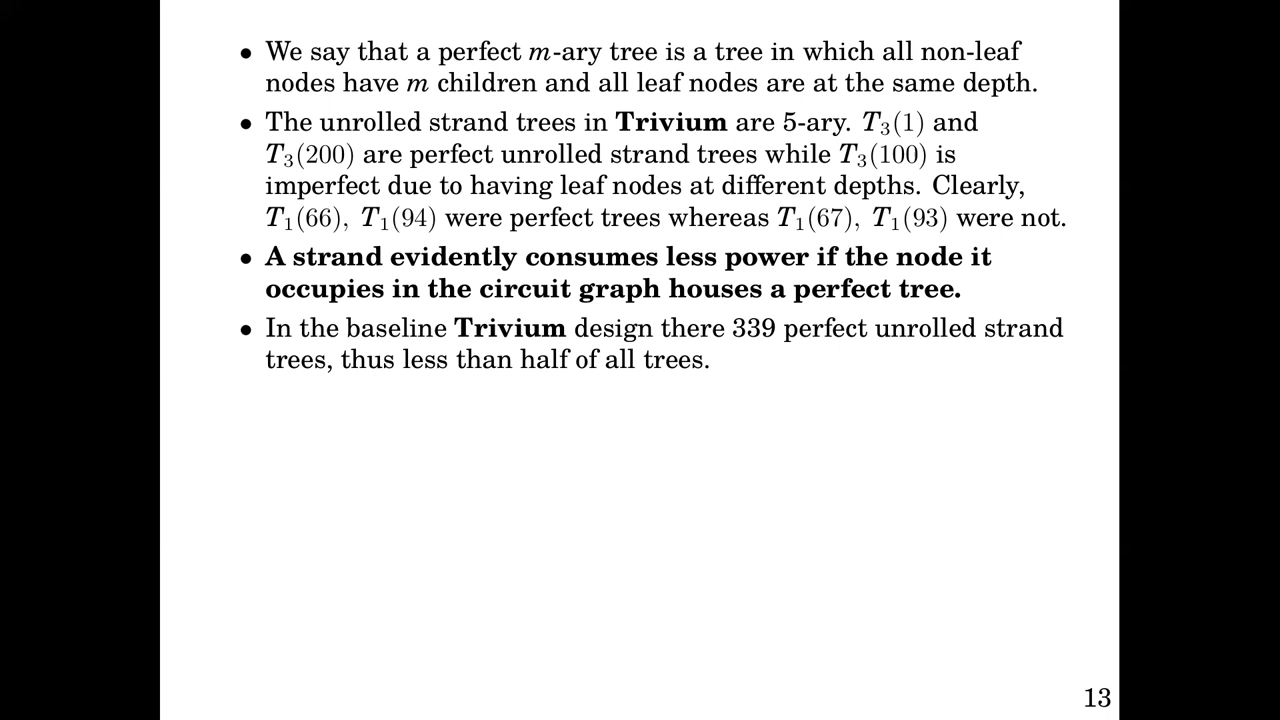 • We say that a perfect m-ary tree is a tree in which all non-leaf
nodes have m children and all leaf nodes are at the same depth.
• The unrolled strand trees in Trivium are 5-ary. T₃(1) and
T₃(200) are perfect unrolled strand trees while T₃(100) is
imperfect due to having leaf nodes at different depths. Clearly,
T₁(66), T₁(94) were perfect trees whereas T₁(67), T₁(93) were not.
• A strand evidently consumes less power if the node it
occupies in the circuit graph houses a perfect tree.
• In the baseline Trivium design there 339 perfect unrolled strand
trees, thus less than half of all trees.
13